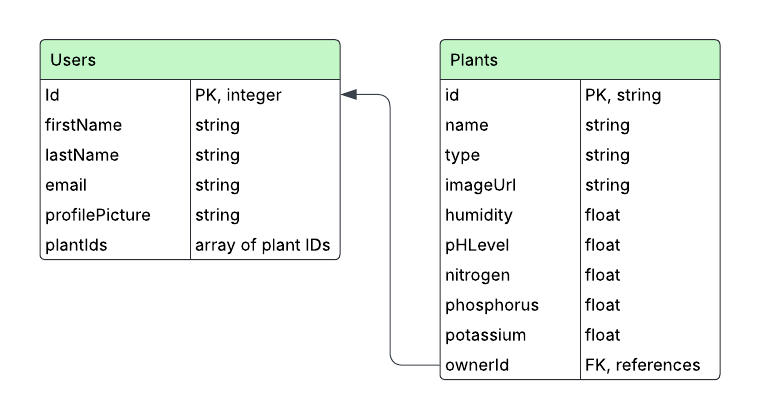 Users
Id PK, integer
firstName string
lastName string
email string
profilePicture string
plantIds array of plant IDs
Plants
id PK, string
name string
type string
imageUrl string
humidity float
pHLevel float
nitrogen float
phosphorus float
potassium float
ownerId FK, references